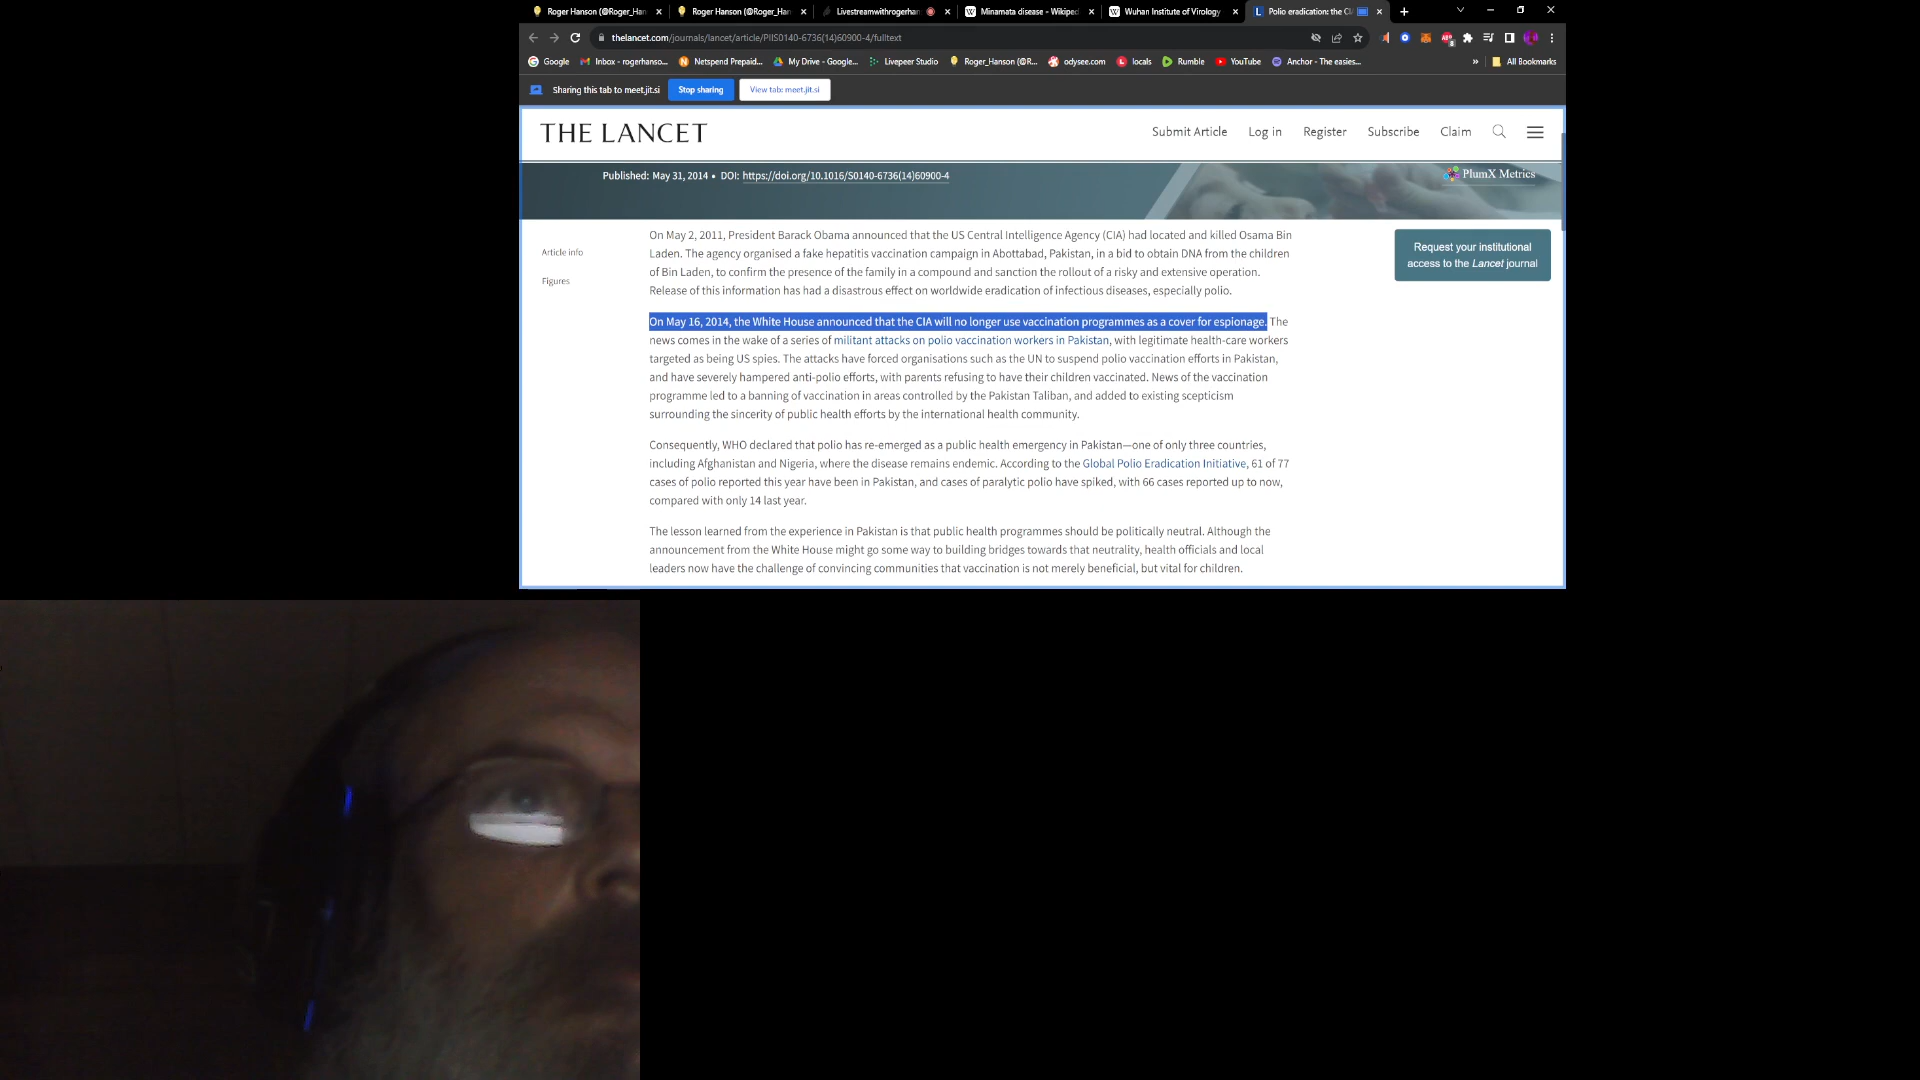 Roger Hanson (@Roger_Han
Roger Hanson (@Roger_Han
Livestreamwithrogerhan
Minamata disease - Wikiped
Wuhan Institute of Virology
Polio eradication: the CI
thelancet.com/journals/lancet/article/PIIS0140-6736(14)60900-4/fulltext
Google
Inbox - rogerhanso...
Netspend Prepaid...
My Drive - Google...
Livepeer Studio
Roger_Hanson (@R...
odysee.com
locals
Rumble
YouTube
Anchor - The easies...
»
All Bookmarks
Sharing this tab to meet.jit.si
Stop sharing
View tab: meet.jit.si
THE LANCET
Submit Article
Log in
Register
Subscribe
Claim
Published: May 31, 2014 • DOI: https://doi.org/10.1016/S0140-6736(14)60900-4
PlumX Metrics
Article info
Figures
On May 2, 2011, President Barack Obama announced that the US Central Intelligence Agency (CIA) had located and killed Osama Bin
Laden. The agency organised a fake hepatitis vaccination campaign in Abottabad, Pakistan, in a bid to obtain DNA from the children
of Bin Laden, to confirm the presence of the family in a compound and sanction the rollout of a risky and extensive operation.
Release of this information has had a disastrous effect on worldwide eradication of infectious diseases, especially polio.
Request your institutional
access to the Lancet journal
On May 16, 2014, the White House announced that the CIA will no longer use vaccination programmes as a cover for espionage. The
news comes in the wake of a series of militant attacks on polio vaccination workers in Pakistan, with legitimate health-care workers
targeted as being US spies. The attacks have forced organisations such as the UN to suspend polio vaccination efforts in Pakistan,
and have severely hampered anti-polio efforts, with parents refusing to have their children vaccinated. News of the vaccination
programme led to a banning of vaccination in areas controlled by the Pakistan Taliban, and added to existing scepticism
surrounding the sincerity of public health efforts by the international health community.
Consequently, WHO declared that polio has re-emerged as a public health emergency in Pakistan—one of only three countries,
including Afghanistan and Nigeria, where the disease remains endemic. According to the Global Polio Eradication Initiative, 61 of 77
cases of polio reported this year have been in Pakistan, and cases of paralytic polio have spiked, with 66 cases reported up to now,
compared with only 14 last year.
The lesson learned from the experience in Pakistan is that public health programmes should be politically neutral. Although the
announcement from the White House might go some way to building bridges towards that neutrality, health officials and local
leaders now have the challenge of convincing communities that vaccination is not merely beneficial, but vital for children.